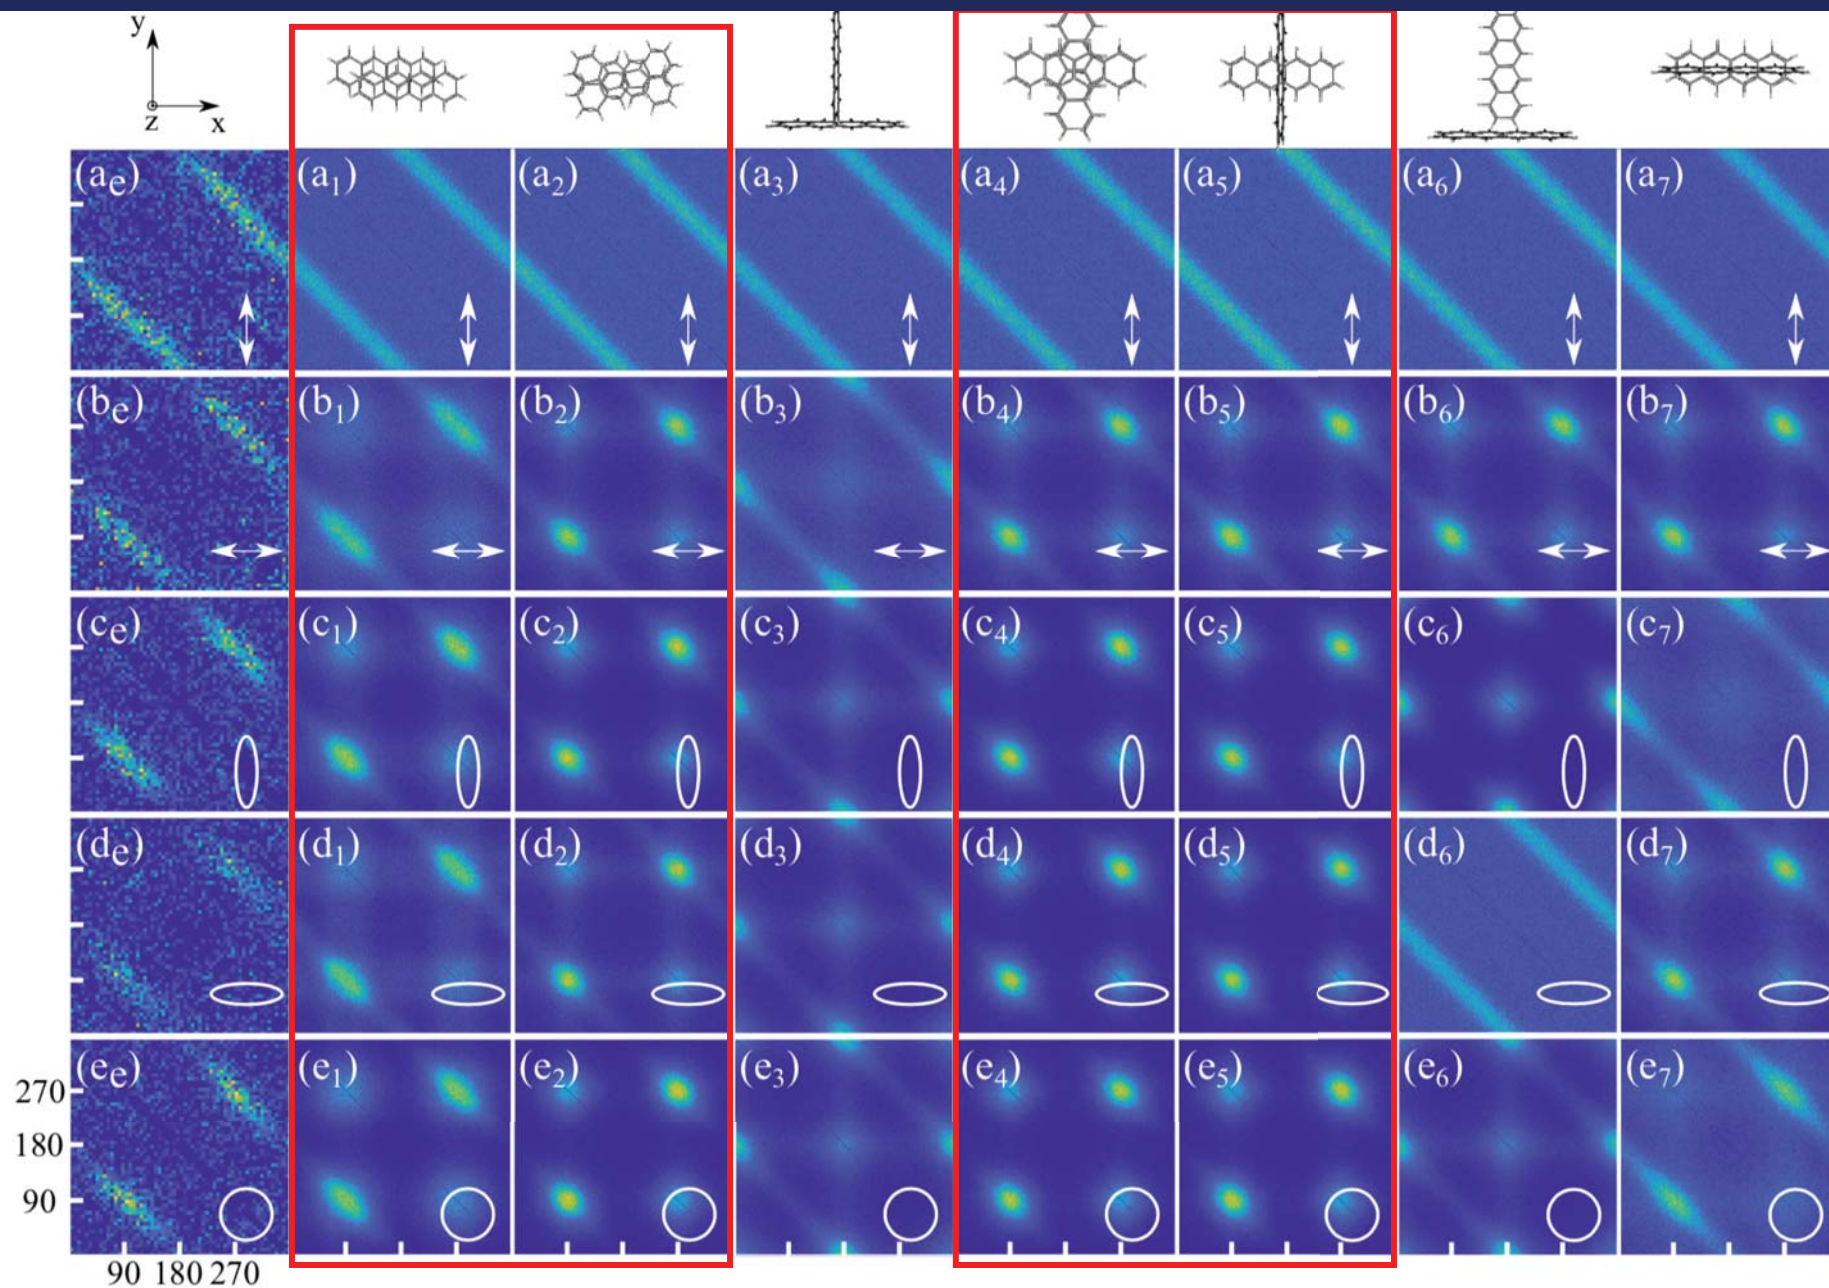 y
z x
(ae) (a1) (a2) (a3) (a4) (a5) (a6) (a7)
(be) (b1) (b2) (b3) (b4) (b5) (b6) (b7)
(ce) (c1) (c2) (c3) (c4) (c5) (c6) (c7)
(de) (d1) (d2) (d3) (d4) (d5) (d6) (d7)
(ee) (e1) (e2) (e3) (e4) (e5) (e6) (e7)
270
180
90
90 180 270